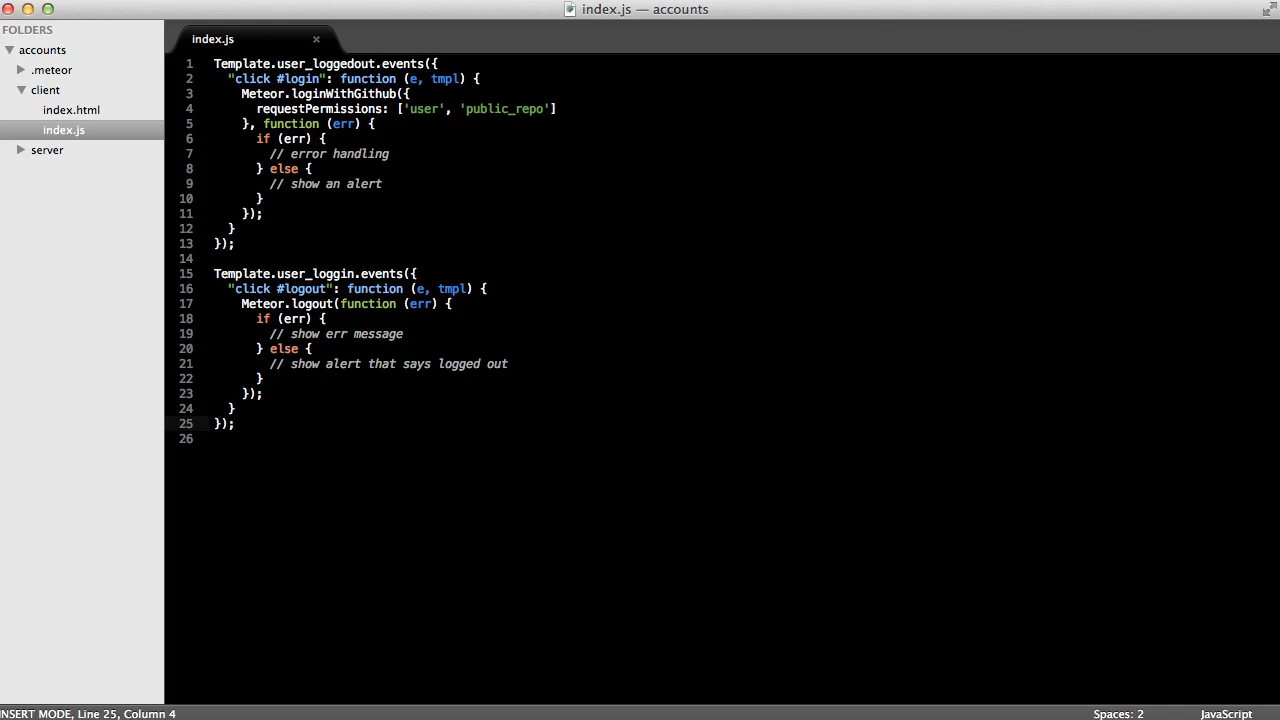 index.js — accounts
FOLDERS
accounts
.meteor
client
index.html
index.js
server
index.js ×
1 Template.user_loggedout.events({
2   "click #login": function (e, tmpl) {
3     Meteor.loginWithGithub({
4       requestPermissions: ['user', 'public_repo']
5     }, function (err) {
6       if (err) {
7         // error handling
8       } else {
9         // show an alert
10       }
11     });
12   }
13 });
14
15 Template.user_loggin.events({
16   "click #logout": function (e, tmpl) {
17     Meteor.logout(function (err) {
18       if (err) {
19         // show err message
20       } else {
21         // show alert that says logged out
22       }
23     });
24   }
25 });
26
INSERT MODE, Line 25, Column 4
Spaces: 2
JavaScript